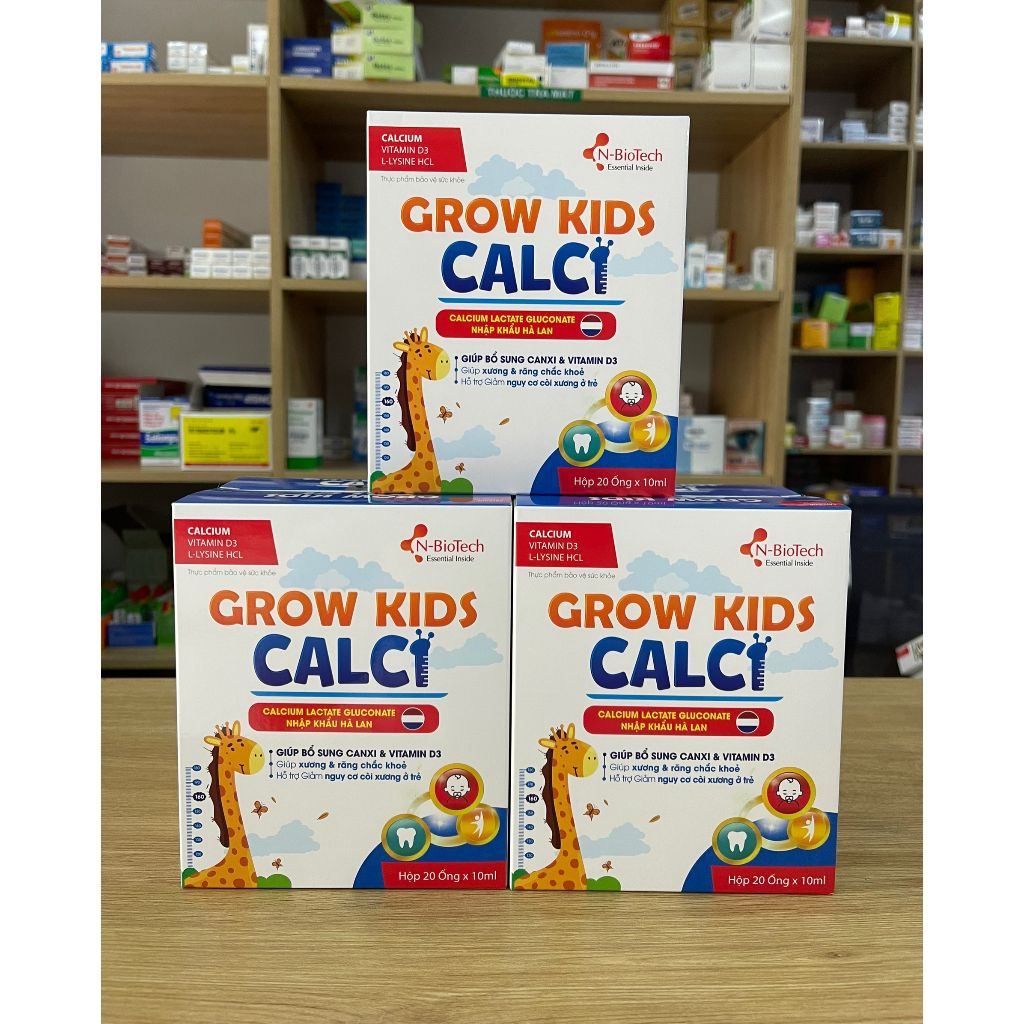 THUỐC TIÊU HÓA
CALCIUM
VITAMIN D3
L-LYSINE HCL
N-BioTech
Essential Inside
Thực phẩm bảo vệ sức khỏe
GROW KIDS
CALCI
CALCIUM LACTATE GLUCONATE
NHẬP KHẨU HÀ LAN
GIÚP BỔ SUNG CANXI & VITAMIN D3
Giúp xương & răng chắc khoẻ
Hỗ trợ Giảm nguy cơ còi xương ở trẻ
160
Hộp 20 Ống x 10ml
CALCIUM
VITAMIN D3
L-LYSINE HCL
N-BioTech
Essential Inside
Thực phẩm bảo vệ sức khỏe
GROW KIDS
CALCI
CALCIUM LACTATE GLUCONATE
NHẬP KHẨU HÀ LAN
GIÚP BỔ SUNG CANXI & VITAMIN D3
Giúp xương & răng chắc khoẻ
Hỗ trợ Giảm nguy cơ còi xương ở trẻ
160
Hộp 20 Ống x 10ml
CALCIUM
VITAMIN D3
L-LYSINE HCL
N-BioTech
Essential Inside
Thực phẩm bảo vệ sức khỏe
GROW KIDS
CALCI
CALCIUM LACTATE GLUCONATE
NHẬP KHẨU HÀ LAN
GIÚP BỔ SUNG CANXI & VITAMIN D3
Giúp xương & răng chắc khoẻ
Hỗ trợ Giảm nguy cơ còi xương ở trẻ
160
Hộp 20 Ống x 10ml